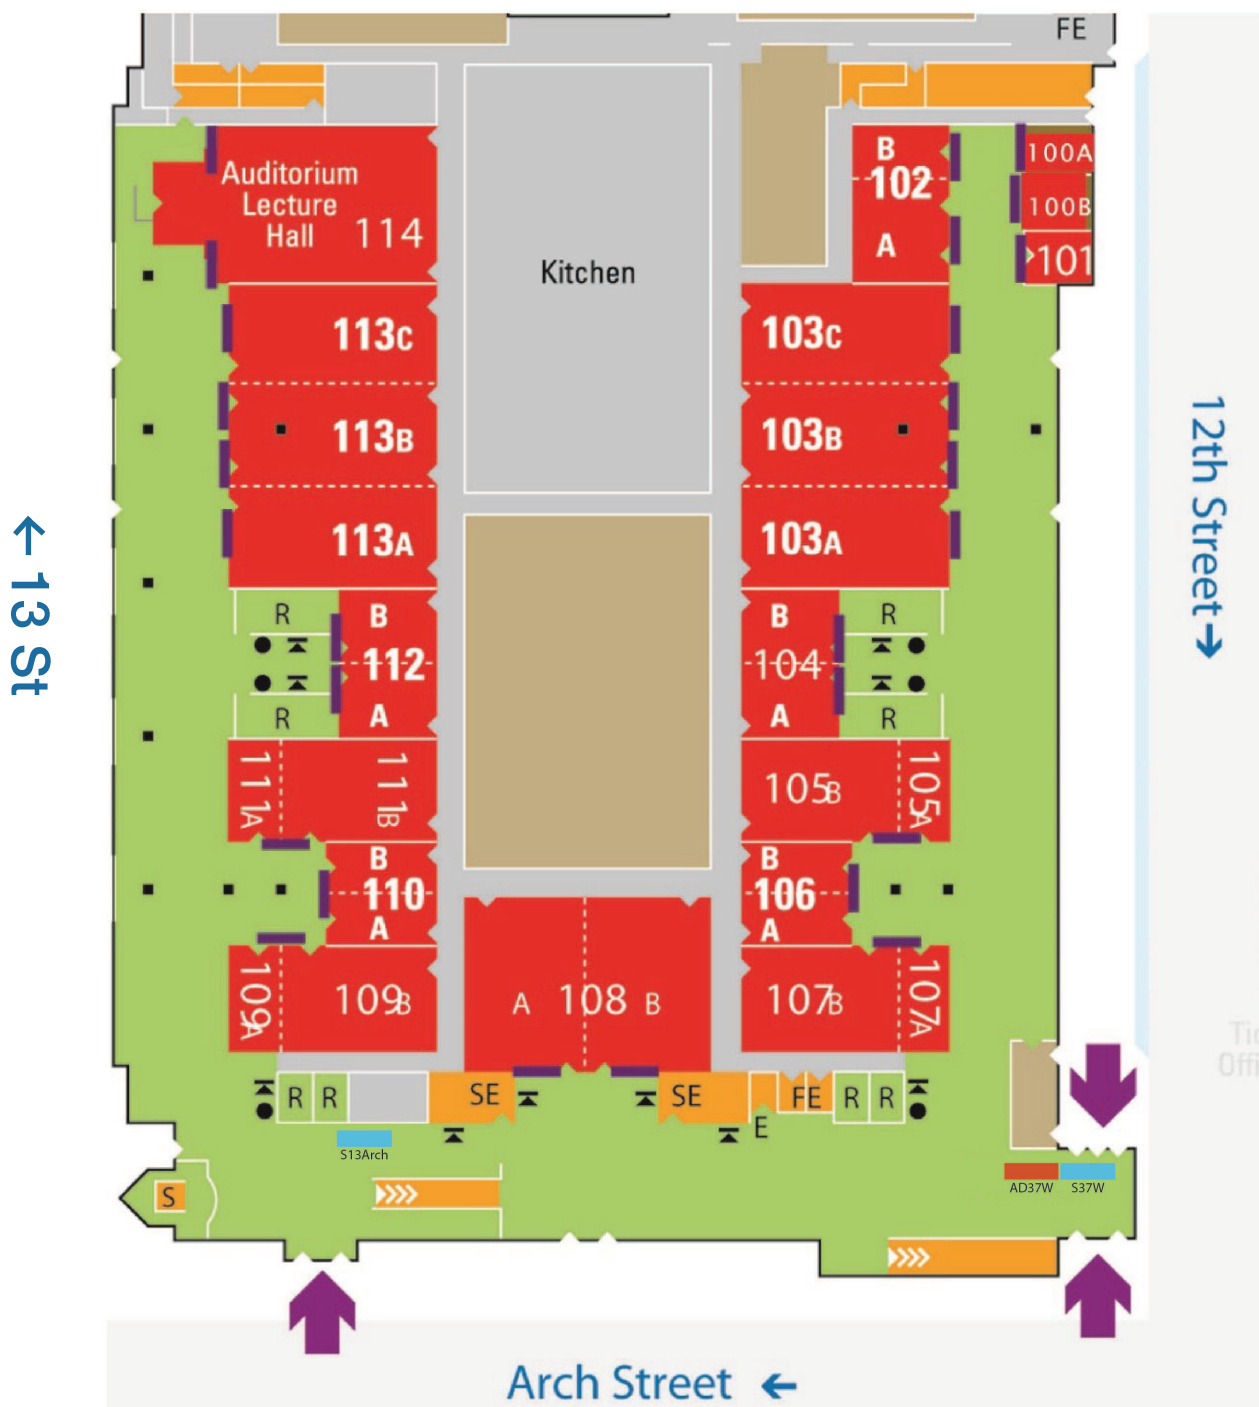 FE
Auditorium
Lecture
Hall 114
B
102
A
100A
100B
101
Kitchen
113C
103C
113B
103B
113A
103A
12th Street→
← 13 St
R
B
112
A
R
B
104
A
R
R
111A
111B
105B
105A
B
110
A
B
106
A
109A
109B
A 108 B
107B
107A
R R
SE
SE
E
FE
R R
S13Arch
S
AD37W
S37W
Arch Street ←